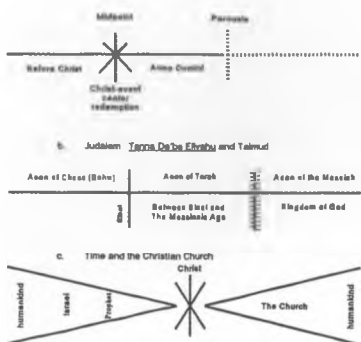 Midpoint
Parousia
Before Christ
Anno Domini
Christ-event
center
redemption
b. Judaism Tanna De'be Eliyahu and Talmud
Aeon of Chaos (Bohu)
Aeon of Torah
Aeon of the Messiah
Sinai
Between Sinai and
The Messianic Age
Kingdom of God
c. Time and the Christian Church
Christ
humankind
Israel
Prophets
The Church
humankind